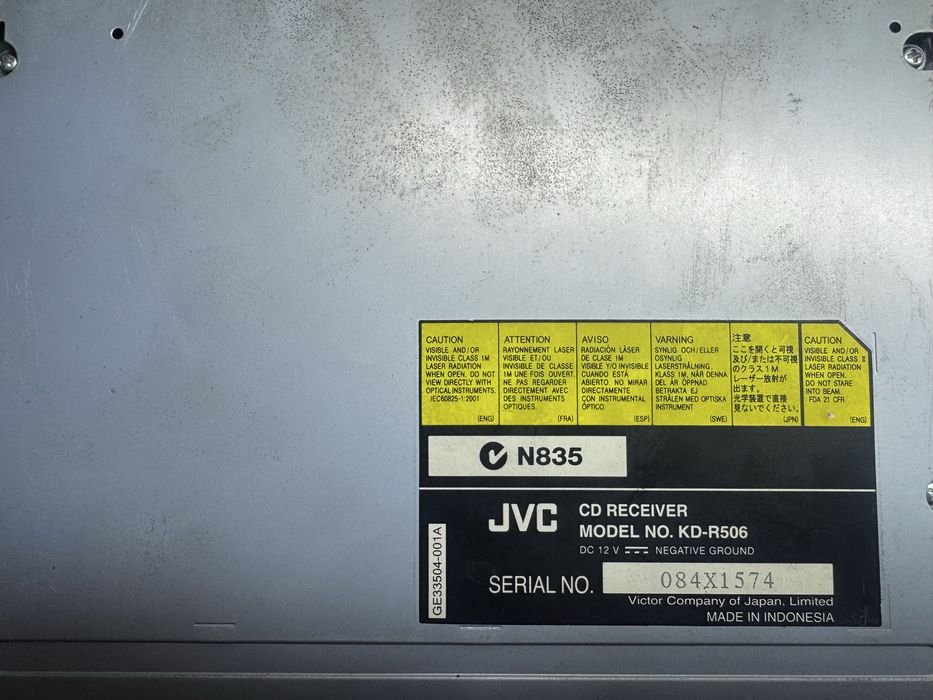 CAUTION
VISIBLE AND/OR
INVISIBLE CLASS 1M
LASER RADIATION
WHEN OPEN. DO NOT
VIEW DIRECTLY WITH
OPTICAL INSTRUMENTS.
IEC60825-1:2001
(ENG)
ATTENTION
RAYONNEMENT LASER
VISIBLE ET/OU
INVISIBLE DE CLASSE
1M UNE FOIS OUVERT.
NE PAS REGARDER
DIRECTEMENT AVEC
DES INSTRUMENTS
OPTIQUES.
(FRA)
AVISO
RADIACIÓN LÁSER
DE CLASE 1M
VISIBLE Y/O INVISIBLE
CUANDO ESTÁ
ABIERTO. NO MIRAR
DIRECTAMENTE
CON INSTRUMENTAL
ÓPTICO.
(ESP)
VARNING
SYNLIG OCH/ELLER
OSYNLIG
LASERSTRÅLNING,
KLASS 1M, NÄR DENNA
DEL ÄR ÖPPNAD
BETRAKTA EJ
STRÅLEN MED OPTISKA
INSTRUMENT
(SWE)
注意
ここを開くと可視
及び/または不可視
のクラス1M
レーザー放射が
出ます。
光学装置で直接
見ないでください。
(JPN)
CAUTION
VISIBLE AND/OR
INVISIBLE CLASS II
LASER RADIATION
WHEN OPEN.
DO NOT STARE
INTO BEAM.
FDA 21 CFR
(ENG)
N835
GE33504-001A
JVC
CD RECEIVER
MODEL NO. KD-R506
DC 12 V NEGATIVE GROUND
SERIAL NO. 084X1574
Victor Company of Japan, Limited
MADE IN INDONESIA